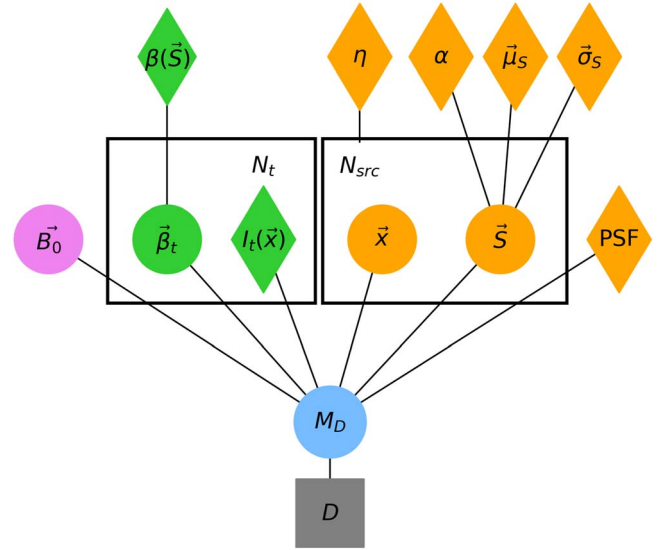 β(S⃗) η α μ⃗_S σ⃗_S
N_t N_src
B⃗_0 β⃗_t I_t(x⃗) x⃗ S⃗ PSF
M_D
D